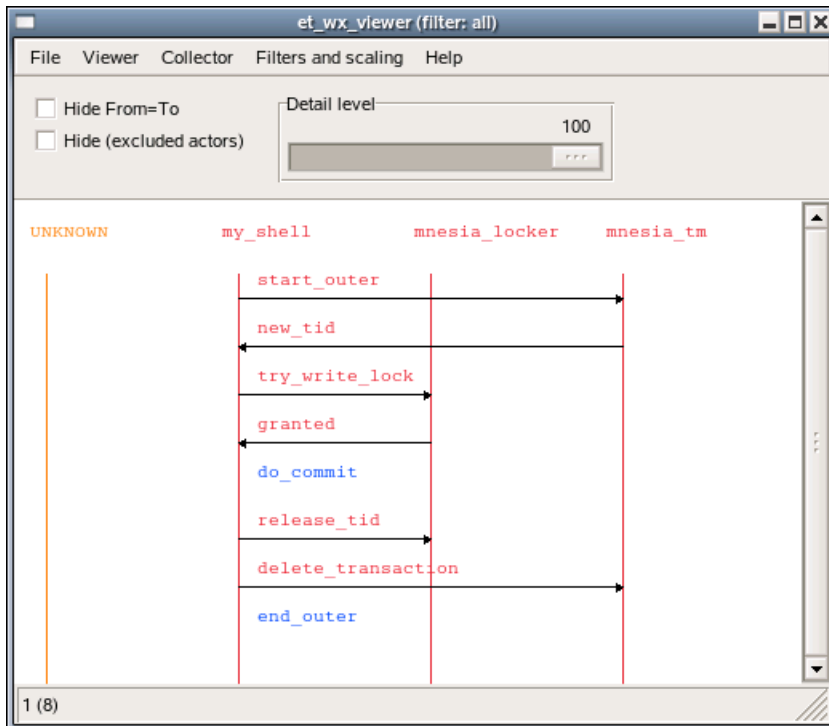 et_wx_viewer (filter: all)
File Viewer Collector Filters and scaling Help
Hide From=To
Hide (excluded actors)
Detail level
100
UNKNOWN my_shell mnesia_locker mnesia_tm
start_outer
new_tid
try_write_lock
granted
do_commit
release_tid
delete_transaction
end_outer
1 (8)